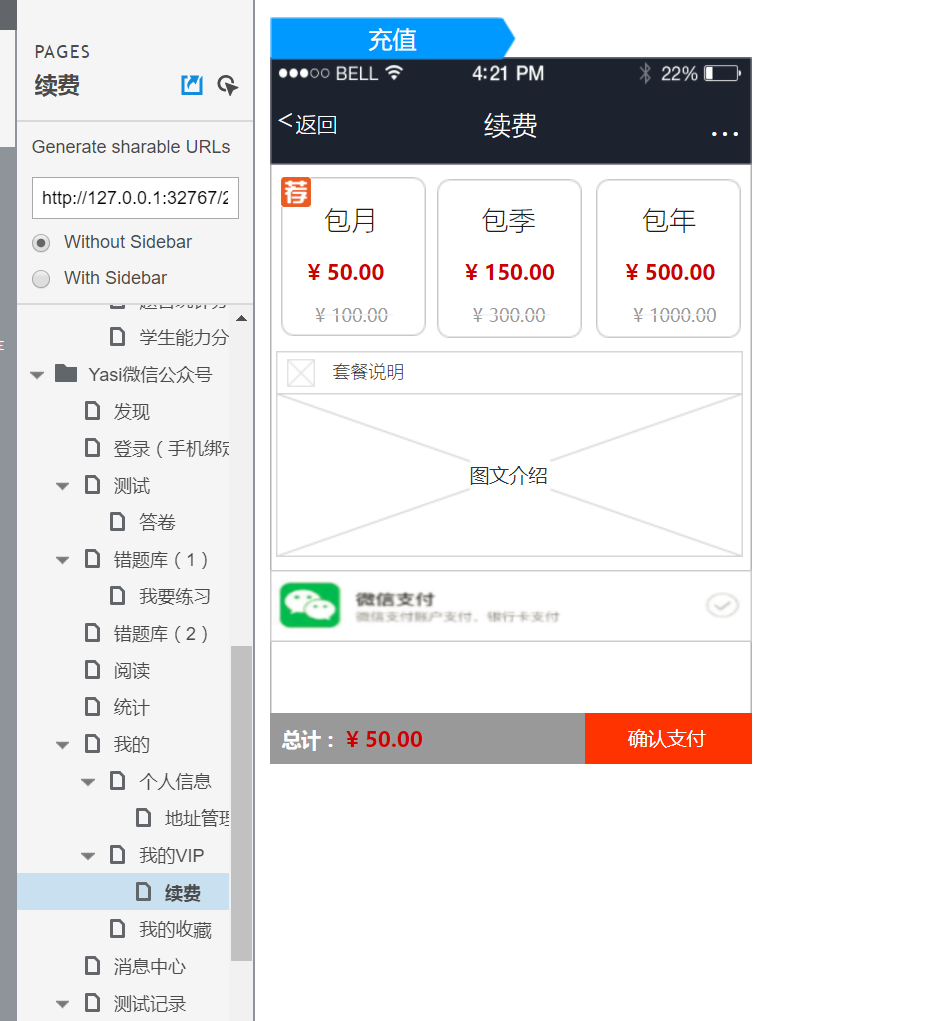 PAGES
续费
Generate sharable URLs
http://127.0.0.1:32767/2
Without Sidebar
With Sidebar
学生能力分
Yasi微信公众号
发现
登录（手机绑定
测试
答卷
错题库（1）
我要练习
错题库（2）
阅读
统计
我的
个人信息
地址管理
我的VIP
续费
我的收藏
消息中心
测试记录
充值
BELL 4:21 PM 22%
<返回 续费 ...
荐
包月 包季 包年
¥ 50.00 ¥ 150.00 ¥ 500.00
¥ 100.00 ¥ 300.00 ¥ 1000.00
套餐说明
图文介绍
微信支付
微信支付账户支付，银行卡支付
总计： ¥ 50.00 确认支付